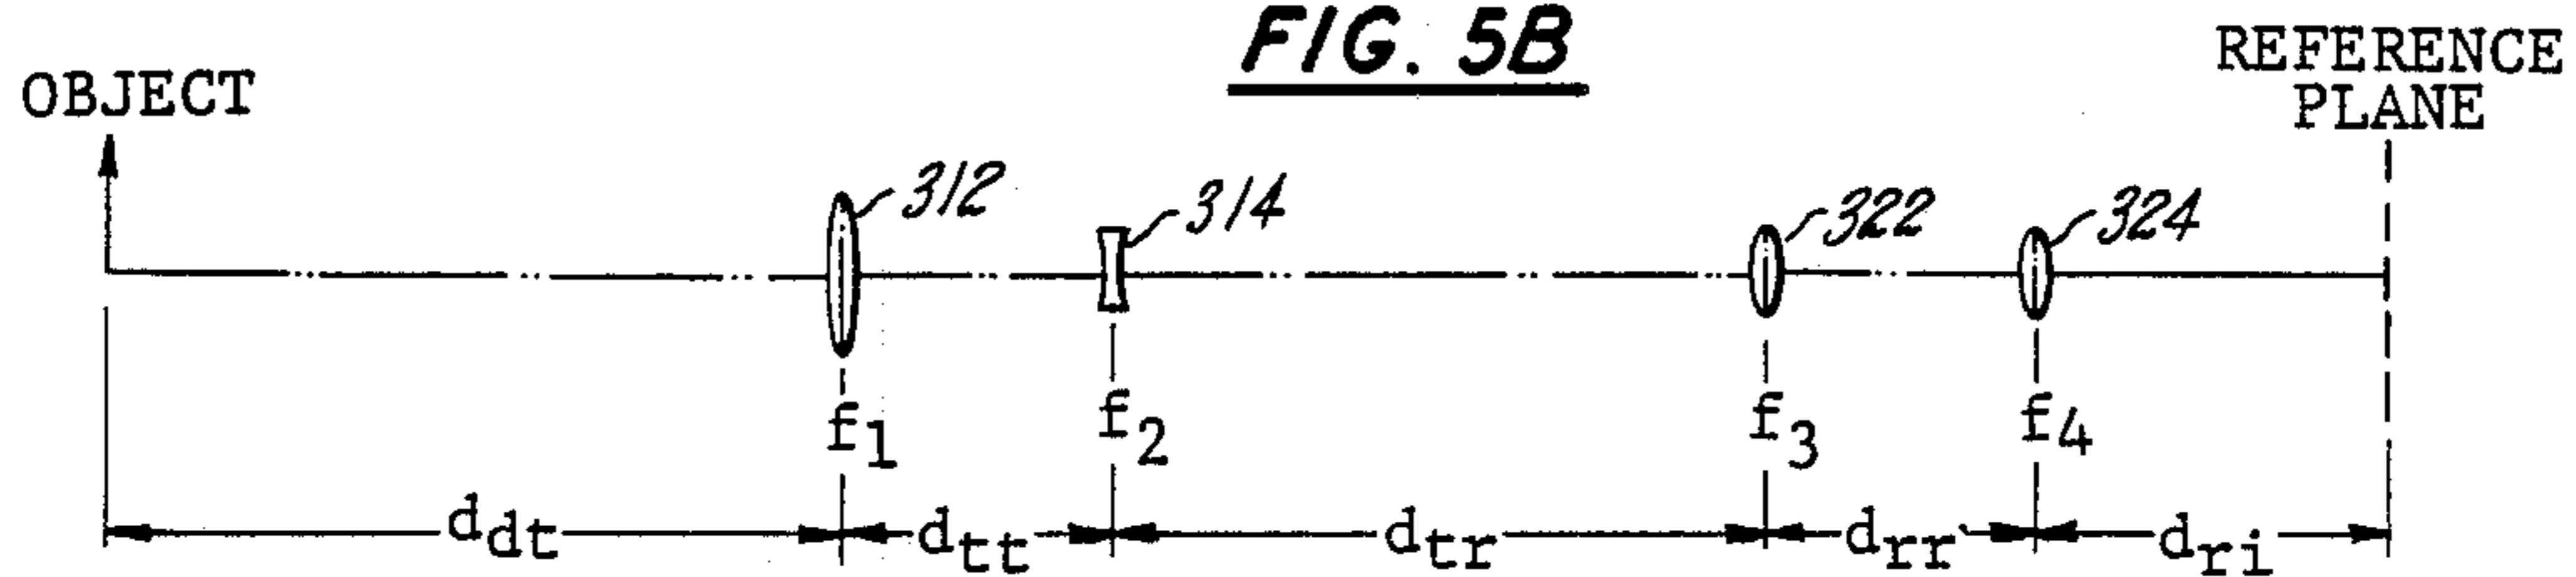 FIG. 5B
OBJECT
REFERENCE
PLANE
312
314
322
324
f1
f2
f3
f4
ddt
dtt
dtr
drr
dri